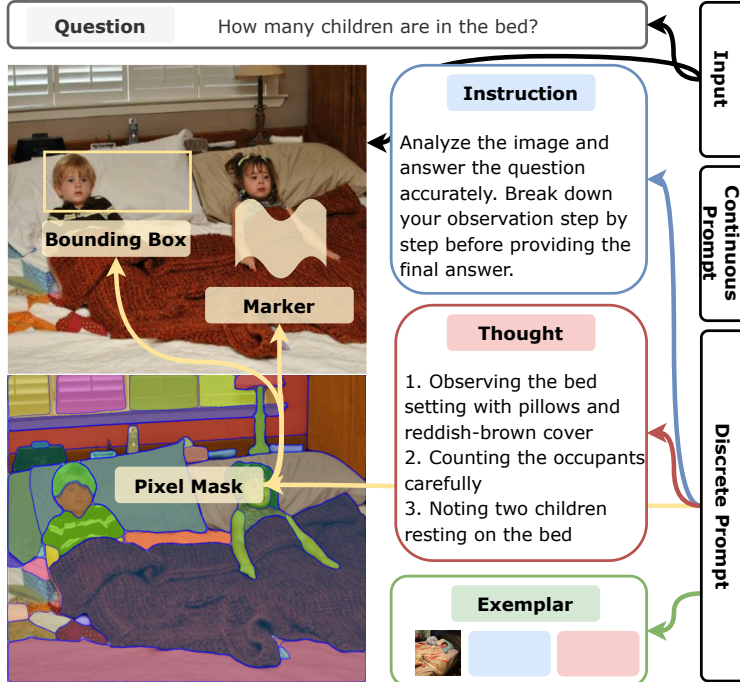 Question
How many children are in the bed?
Input
Instruction
Analyze the image and
answer the question
accurately. Break down
your observation step by
step before providing the
final answer.
Bounding Box
Marker
Continuous
Prompt
Thought
1. Observing the bed
setting with pillows and
reddish-brown cover
2. Counting the occupants
carefully
3. Noting two children
resting on the bed
Pixel Mask
Discrete Prompt
Exemplar